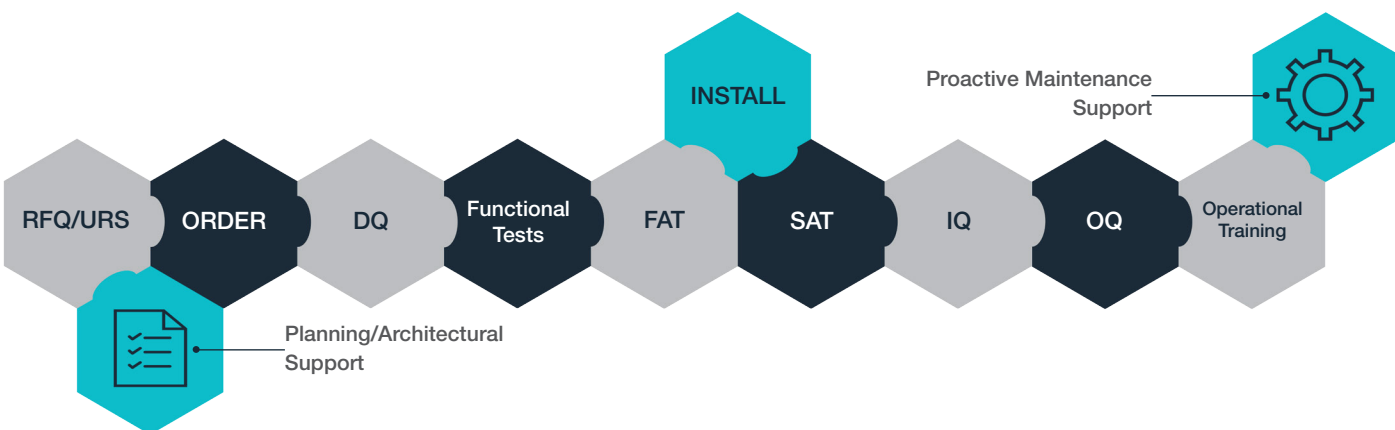 INSTALL
Proactive Maintenance
Support
RFQ/URS
ORDER
DQ
Functional
Tests
FAT
SAT
IQ
OQ
Operational
Training
Planning/Architectural
Support